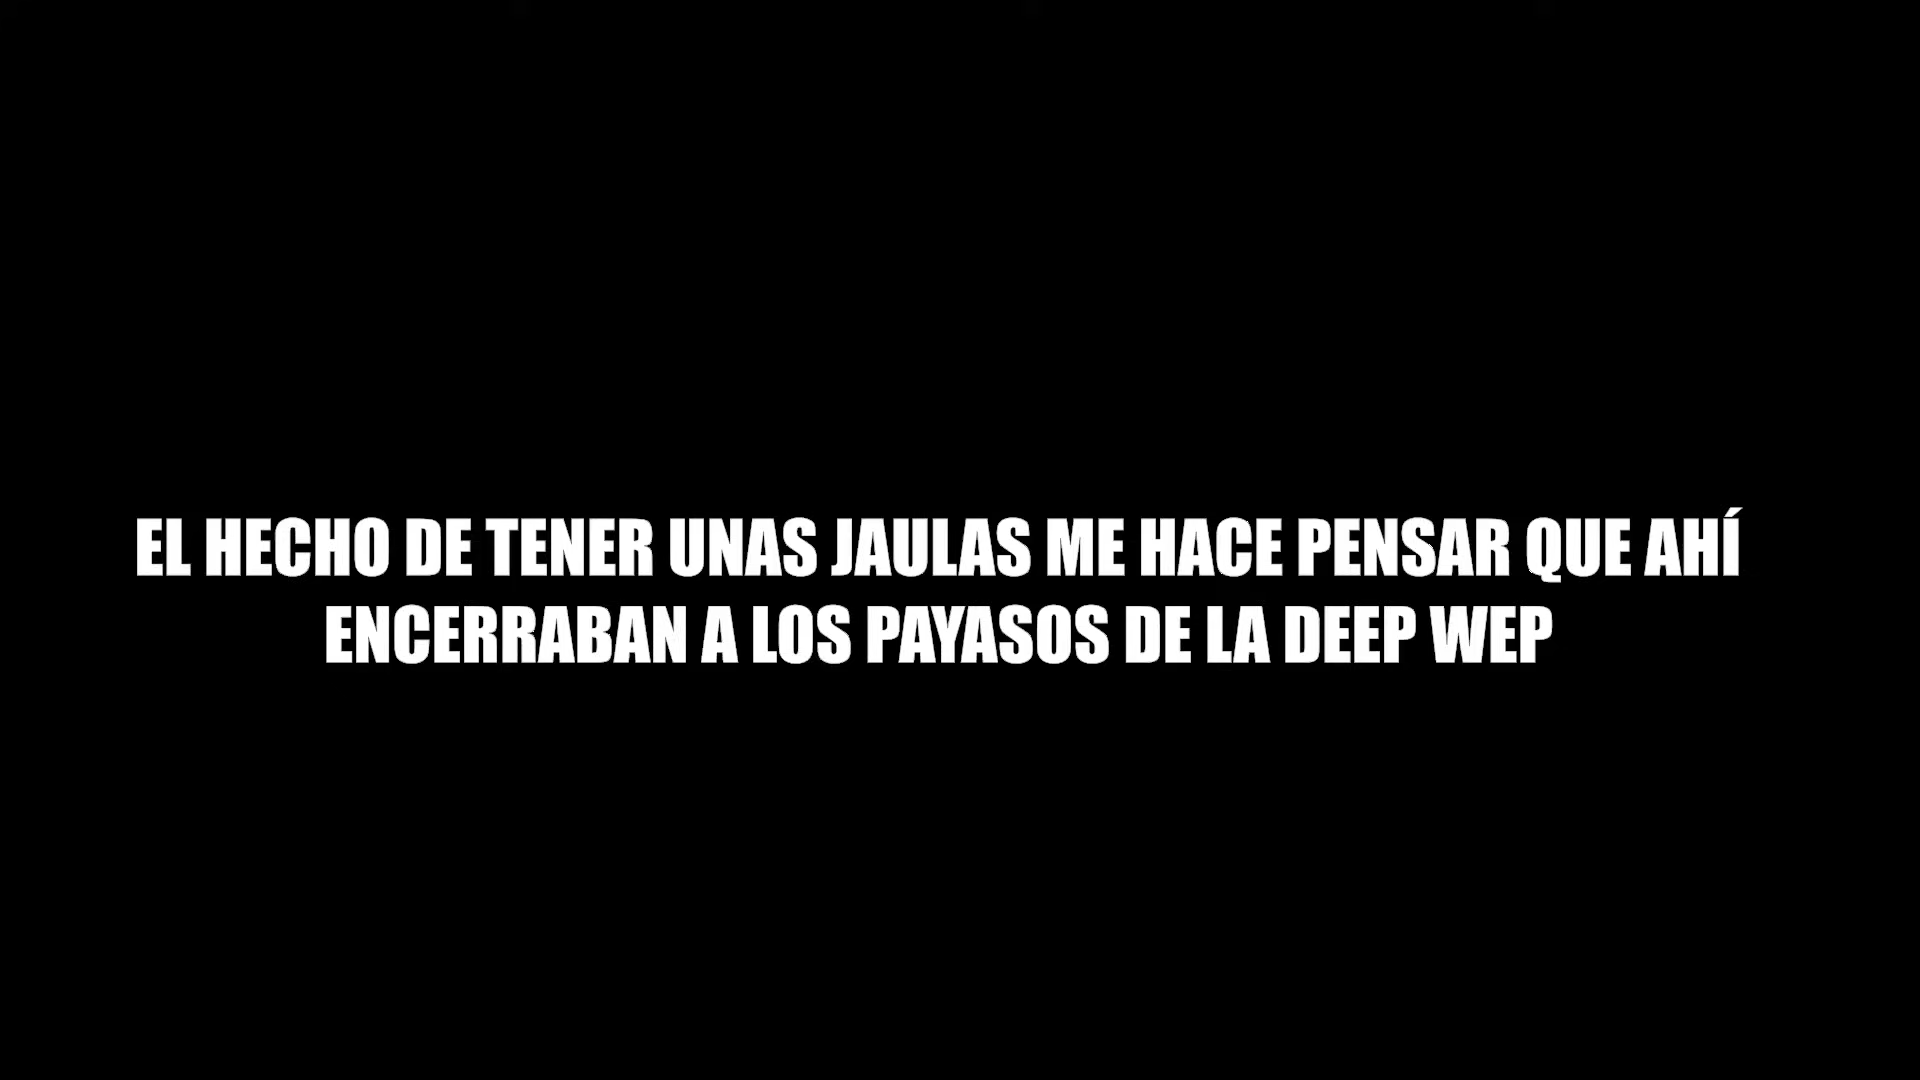 EL HECHO DE TENER UNAS JAULAS ME HACE PENSAR QUE AHÍ
ENCERRABAN A LOS PAYASOS DE LA DEEP WEP